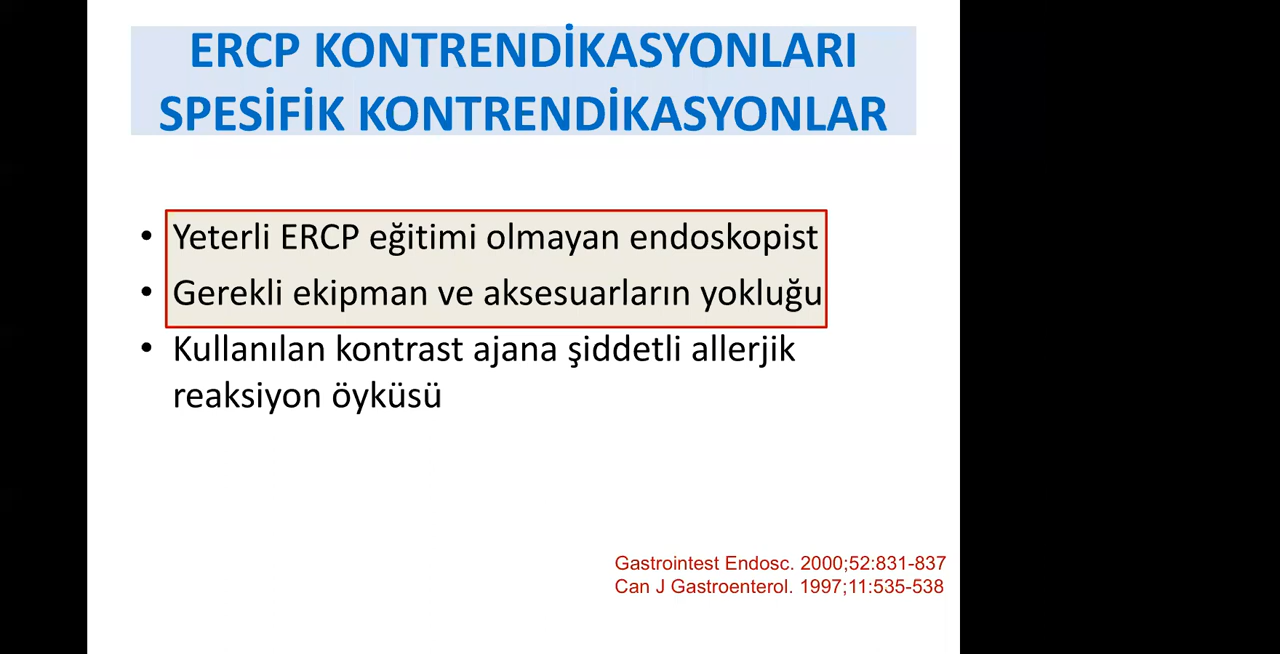 ERCP KONTRENDİKASYONLARI
SPESİFİK KONTRENDİKASYONLAR
• Yeterli ERCP eğitimi olmayan endoskopist
• Gerekli ekipman ve aksesuarların yokluğu
• Kullanılan kontrast ajana şiddetli allerjik
reaksiyon öyküsü
Gastrointest Endosc. 2000;52:831-837
Can J Gastroenterol. 1997;11:535-538